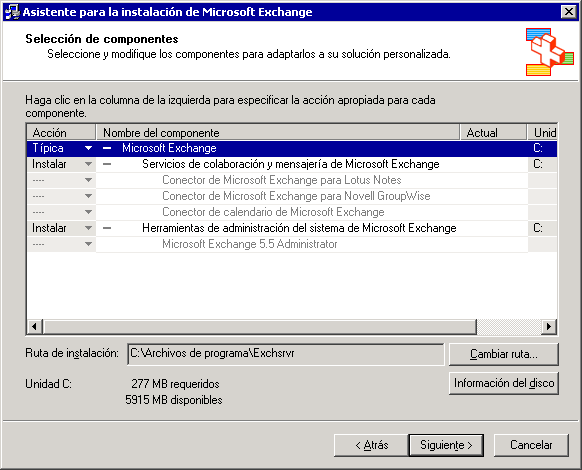 Asistente para la instalación de Microsoft Exchange
Selección de componentes
Seleccione y modifique los componentes para adaptarlos a su solución personalizada.
Haga clic en la columna de la izquierda para especificar la acción apropiada para cada
componente.
Acción Nombre del componente Actual Unid
Típica Microsoft Exchange C:
Instalar Servicios de colaboración y mensajería de Microsoft Exchange C:
---- Conector de Microsoft Exchange para Lotus Notes
---- Conector de Microsoft Exchange para Novell GroupWise
---- Conector de calendario de Microsoft Exchange
Instalar Herramientas de administración del sistema de Microsoft Exchange C:
---- Microsoft Exchange 5.5 Administrator
Ruta de instalación: C:\Archivos de programa\Exchsrvr Cambiar ruta...
Unidad C: 277 MB requeridos Información del disco
5915 MB disponibles
< Atrás Siguiente > Cancelar